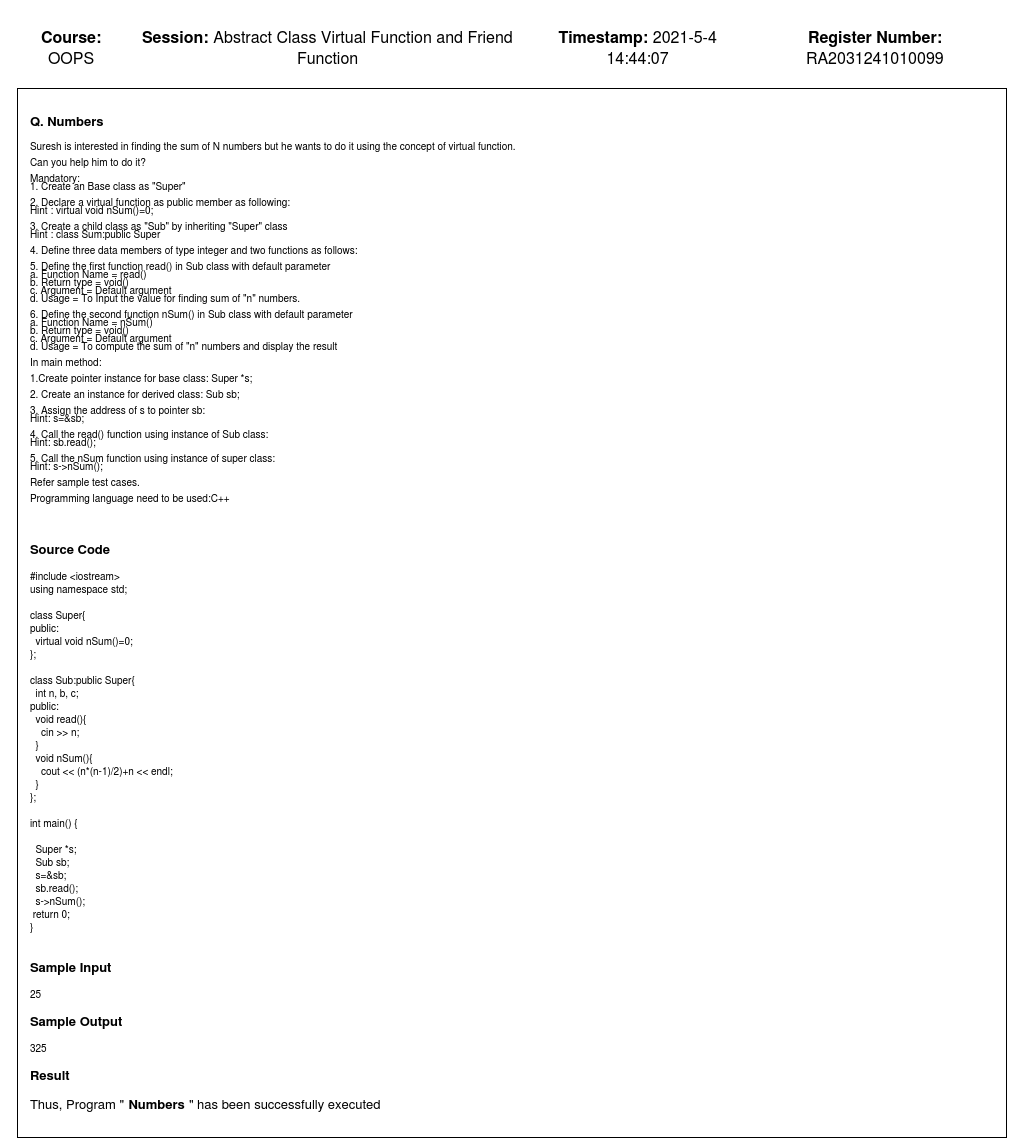 Course:
OOPS
Session: Abstract Class Virtual Function and Friend
Function
Timestamp: 2021-5-4
14:44:07
Register Number:
RA2031241010099
Q. Numbers
Suresh is interested in finding the sum of N numbers but he wants to do it using the concept of virtual function.
Can you help him to do it?
Mandatory:
1. Create an Base class as "Super"
2. Declare a virtual function as public member as following:
Hint : virtual void nSum()=0;
3. Create a child class as "Sub" by inheriting "Super" class
Hint : class Sum:public Super
4. Define three data members of type integer and two functions as follows:
5. Define the first function read() in Sub class with default parameter
a. Function Name = read()
b. Return type = void()
c. Argument = Default argument
d. Usage = To Input the value for finding sum of "n" numbers.
6. Define the second function nSum() in Sub class with default parameter
a. Function Name = nSum()
b. Return type = void()
c. Argument = Default argument
d. Usage = To compute the sum of "n" numbers and display the result
In main method:
1.Create pointer instance for base class: Super *s;
2. Create an instance for derived class: Sub sb;
3. Assign the address of s to pointer sb:
Hint: s=&sb;
4. Call the read() function using instance of Sub class:
Hint: sb.read();
5. Call the nSum function using instance of super class:
Hint: s->nSum();
Refer sample test cases.
Programming language need to be used:C++
Source Code
#include <iostream>
using namespace std;
class Super{
public:
virtual void nSum()=0;
};
class Sub:public Super{
int n, b, c;
public:
void read(){
cin >> n;
}
void nSum(){
cout << (n*(n-1)/2)+n << endl;
}
};
int main() {
Super *s;
Sub sb;
s=&sb;
sb.read();
s->nSum();
return 0;
}
Sample Input
25
Sample Output
325
Result
Thus, Program " Numbers " has been successfully executed